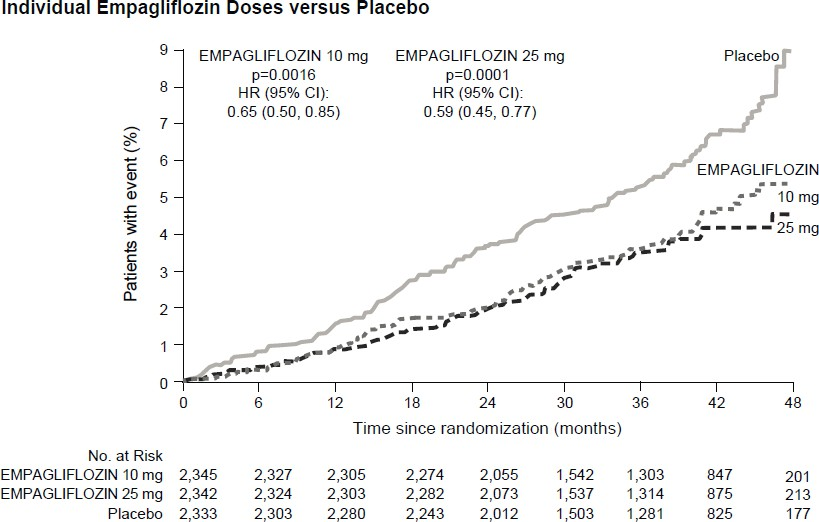 Individual Empagliflozin Doses versus Placebo
EMPAGLIFLOZIN 10 mg
p=0.0016
HR (95% CI):
0.65 (0.50, 0.85)
EMPAGLIFLOZIN 25 mg
p=0.0001
HR (95% CI):
0.59 (0.45, 0.77)
Placebo
EMPAGLIFLOZIN
10 mg
25 mg
Patients with event (%)
9
8
7
6
5
4
3
2
1
0
0 6 12 18 24 30 36 42 48
Time since randomization (months)
No. at Risk
EMPAGLIFLOZIN 10 mg 2,345 2,327 2,305 2,274 2,055 1,542 1,303 847 201
EMPAGLIFLOZIN 25 mg 2,342 2,324 2,303 2,282 2,073 1,537 1,314 875 213
Placebo 2,333 2,303 2,280 2,243 2,012 1,503 1,281 825 177